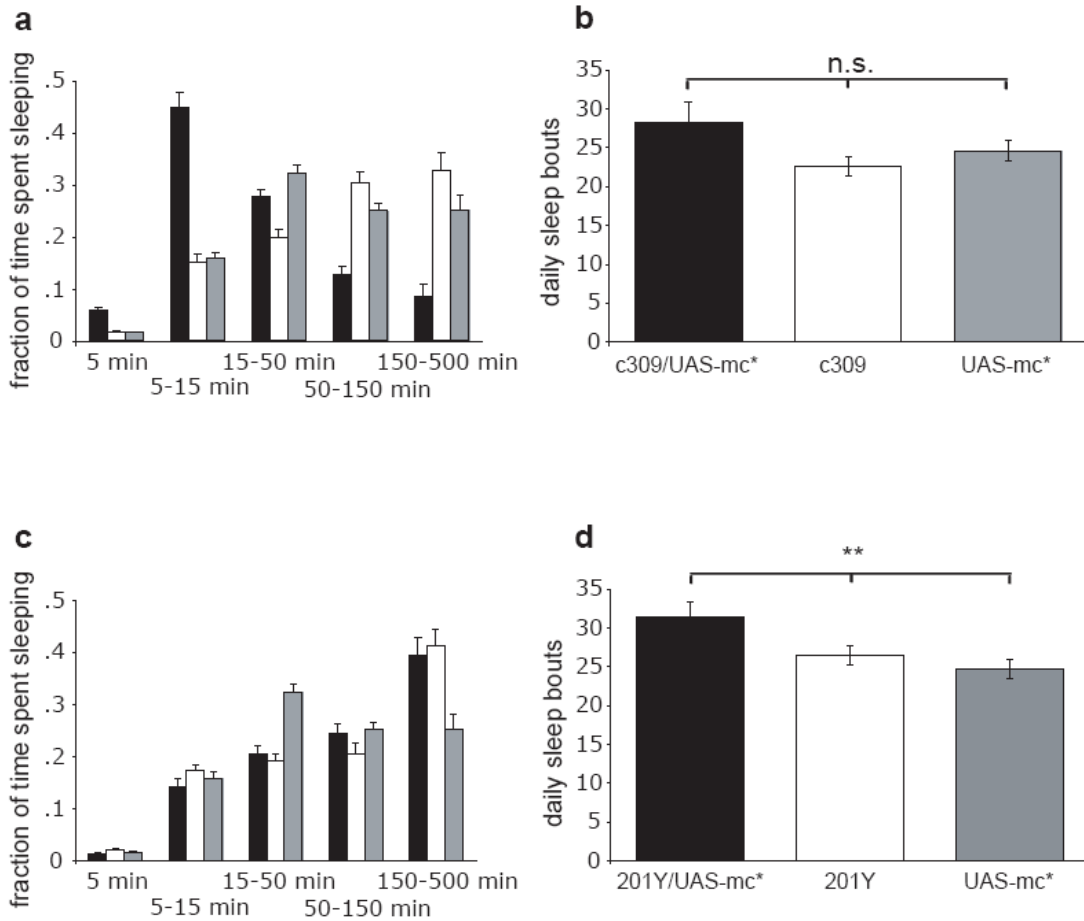 a
fraction of time spent sleeping
.5
.4
.3
.2
.1
0
5 min
15-50 min
150-500 min
5-15 min
50-150 min
b
daily sleep bouts
35
30
25
20
15
10
5
0
n.s.
c309/UAS-mc*
c309
UAS-mc*
c
fraction of time spent sleeping
.5
.4
.3
.2
.1
0
5 min
15-50 min
150-500 min
5-15 min
50-150 min
d
daily sleep bouts
35
30
25
20
15
10
5
0
**
201Y/UAS-mc*
201Y
UAS-mc*